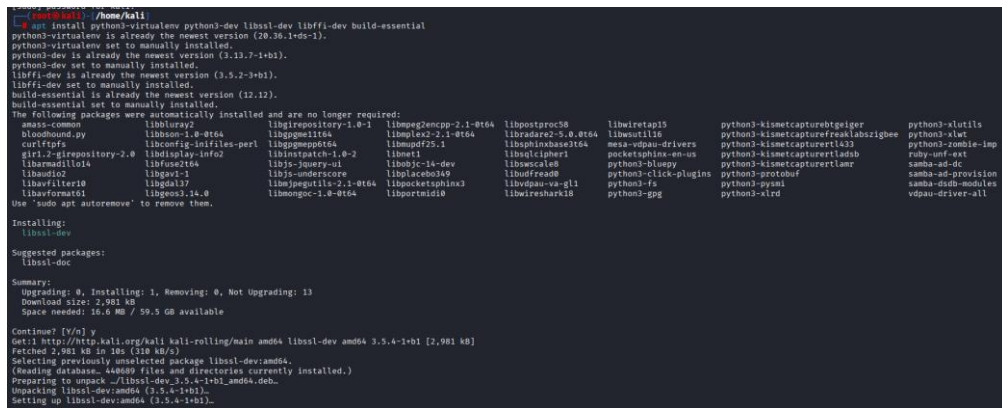 [sudo] password for kali:
(root㉿kali)-[/home/kali]
# apt install python3-virtualenv python3-dev libssl-dev libffi-dev build-essential
python3-virtualenv is already the newest version (20.36.1+ds-1).
python3-virtualenv set to manually installed.
python3-dev is already the newest version (3.13.7-1+b1).
python3-dev set to manually installed.
libffi-dev is already the newest version (3.5.2-3+b1).
libffi-dev set to manually installed.
build-essential is already the newest version (12.12).
build-essential set to manually installed.
The following packages were automatically installed and are no longer required:
amass-common libbluray2 libgirepository-1.0-1 libmpeg2encpp-2.1-0t64 libpostproc58 libwiretap15 python3-kismetcapturebtgeiger python3-xlutils
bloodhound.py libbson-1.0-0t64 libgpgme11t64 libmplex2-2.1-0t64 libradare2-5.0.0t64 libwsutil16 python3-kismetcapturefreaklabszigbee python3-xlwt
curlftpfs libconfig-inifiles-perl libgpgmepp6t64 libmupdf25.1 libsphinxbase3t64 mesa-vdpau-drivers python3-kismetcapturertl433 python3-zombie-imp
gir1.2-girepository-2.0 libdisplay-info2 libinstpatch-1.0-2 libnet1 libsqlcipher1 pocketsphinx-en-us python3-kismetcapturertladsb ruby-unf-ext
libarmadillo14 libfuse2t64 libjs-jquery-ui libobjc-14-dev libswscale8 python3-bluepy python3-kismetcapturertlamr samba-ad-dc
libaudio2 libgav1-1 libjs-underscore libplacebo349 libudfread0 python3-click-plugins python3-protobuf samba-ad-provision
libavfilter10 libgdal37 libmjpegutils-2.1-0t64 libpocketsphinx3 libvdpau-va-gl1 python3-fs python3-pysmi samba-dsdb-modules
libavformat61 libgeos3.14.0 libmongoc-1.0-0t64 libportmidi0 libwireshark18 python3-gpg python3-xlrd vdpau-driver-all
Use 'sudo apt autoremove' to remove them.
Installing:
libssl-dev
Suggested packages:
libssl-doc
Summary:
Upgrading: 0, Installing: 1, Removing: 0, Not Upgrading: 13
Download size: 2,981 kB
Space needed: 16.6 MB / 59.5 GB available
Continue? [Y/n] y
Get:1 http://http.kali.org/kali kali-rolling/main amd64 libssl-dev amd64 3.5.4-1+b1 [2,981 kB]
Fetched 2,981 kB in 10s (310 kB/s)
Selecting previously unselected package libssl-dev:amd64.
(Reading database… 440689 files and directories currently installed.)
Preparing to unpack …/libssl-dev_3.5.4-1+b1_amd64.deb…
Unpacking libssl-dev:amd64 (3.5.4-1+b1)…
Setting up libssl-dev:amd64 (3.5.4-1+b1)…